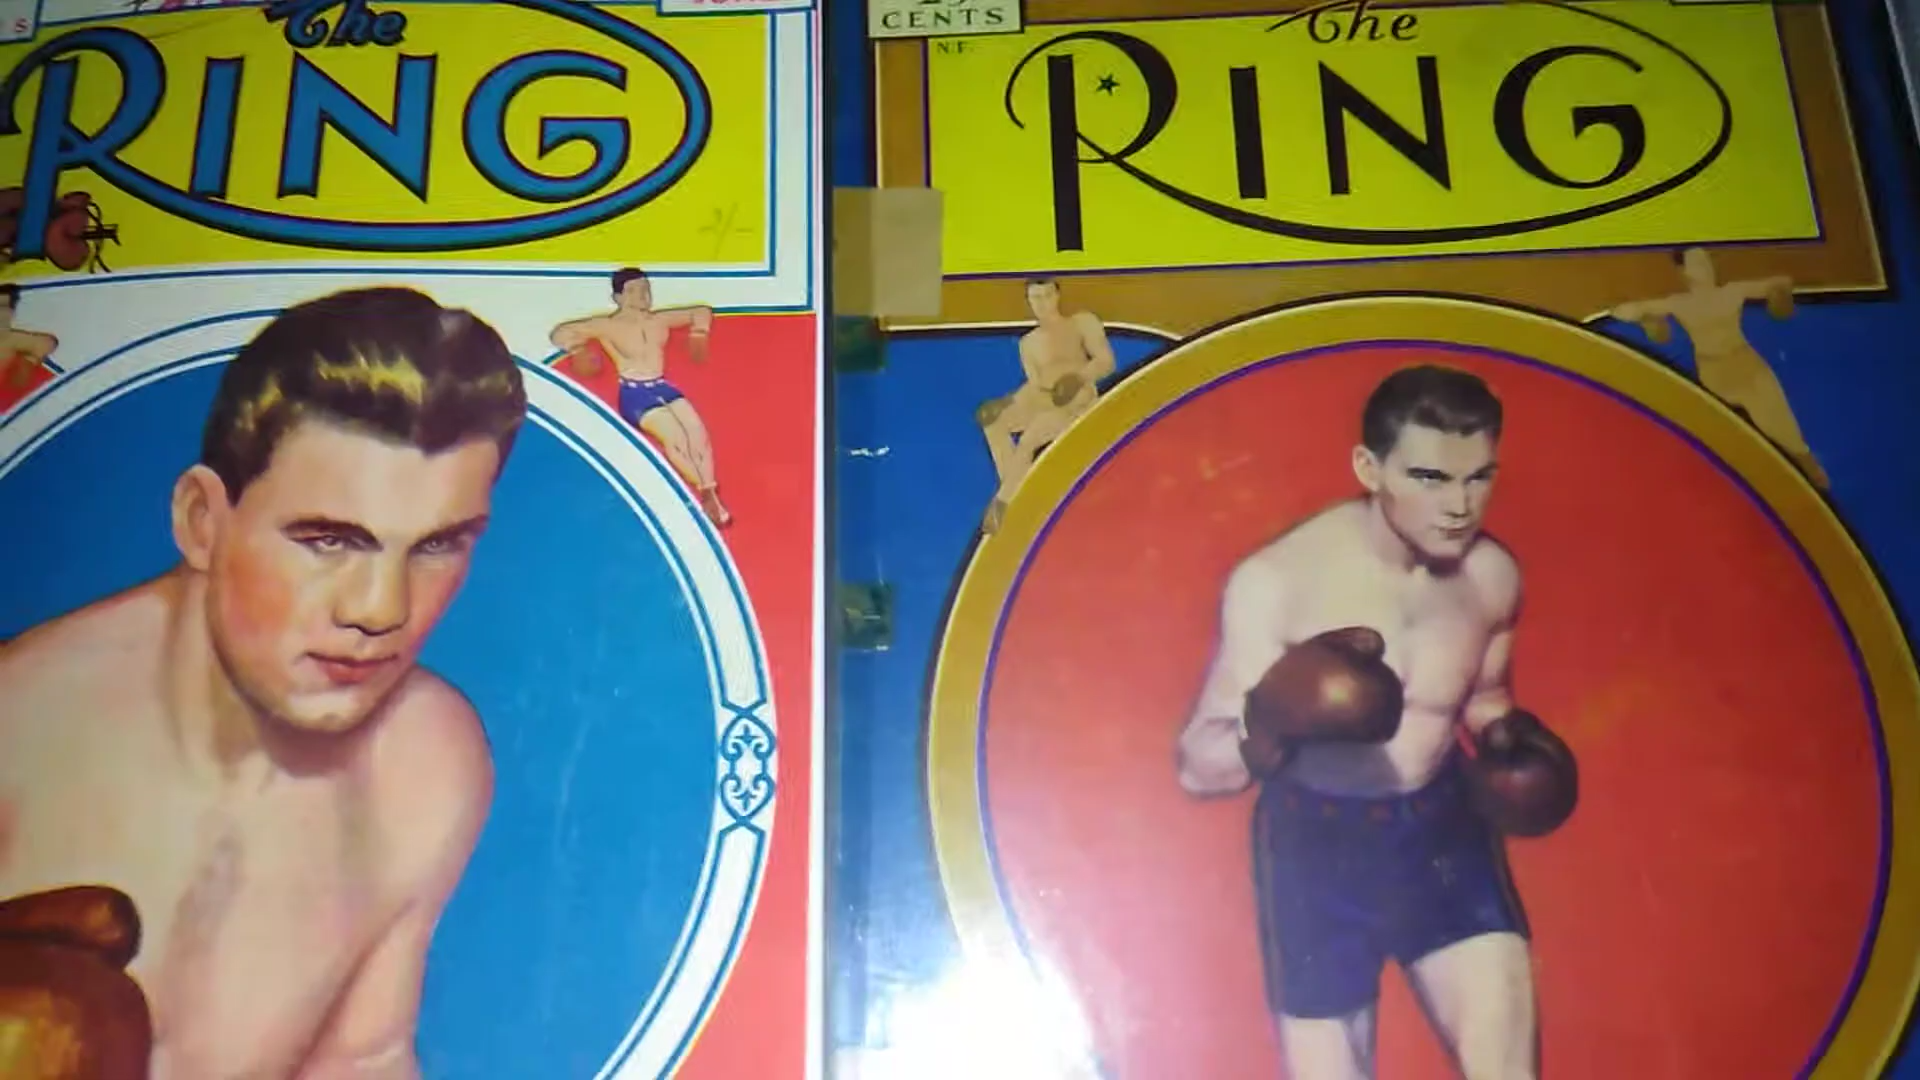 The
RING
2/-
CENTS
N.F.
The
RING